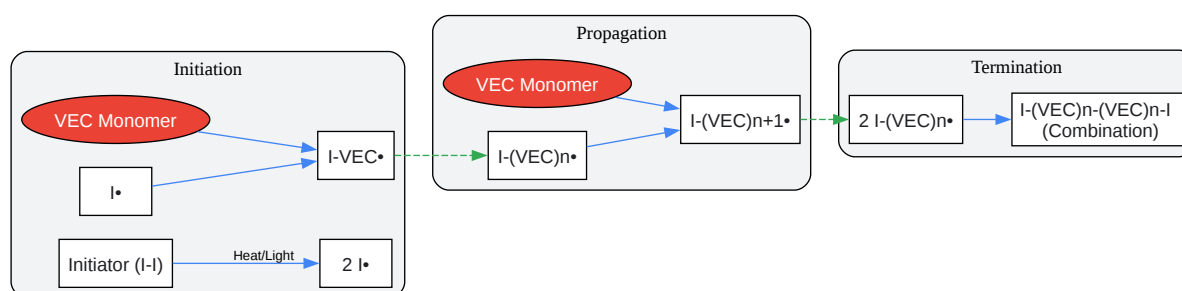 Initiation
VEC Monomer
I•
I-VEC•
Initiator (I-I)
Heat/Light
2 I•
Propagation
VEC Monomer
I-(VEC)n•
I-(VEC)n+1•
Termination
2 I-(VEC)n•
I-(VEC)n-(VEC)n-I
(Combination)